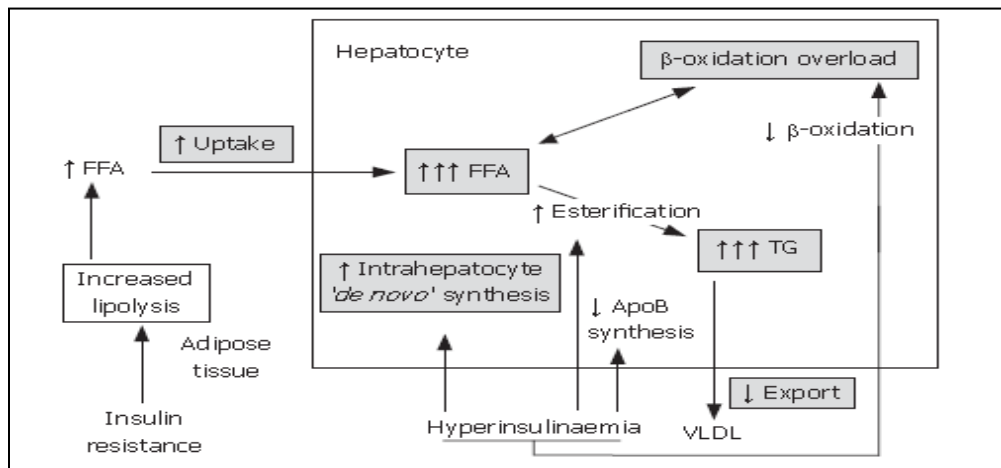 Hepatocyte
β-oxidation overload
↓ β-oxidation
↑ Uptake
↑ FFA
↑↑↑ FFA
↑ Esterification
↑↑↑ TG
↑ Intrahepatocyte
'de novo' synthesis
Increased
lipolysis
↓ ApoB
synthesis
Adipose
tissue
↓ Export
Insulin
resistance
Hyperinsulinaemia
VLDL